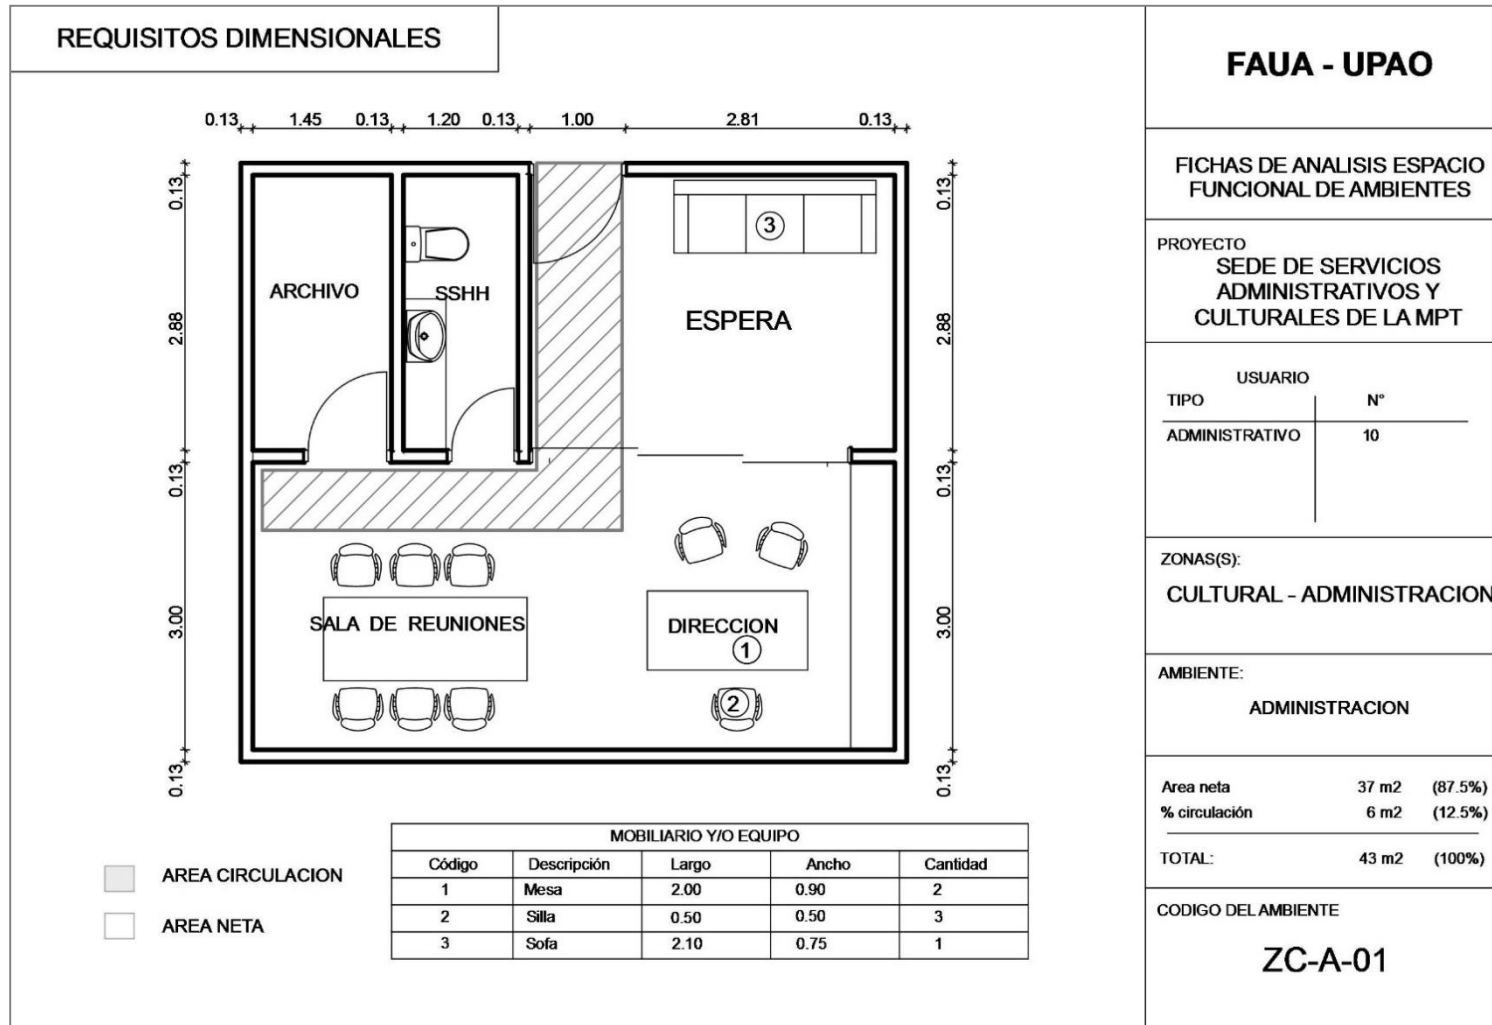 REQUISITOS DIMENSIONALES
0.13 1.45 0.13 1.20 0.13 1.00 2.81 0.13
0.13
2.88
0.13
3.00
0.13
ARCHIVO
SSHH
3
ESPERA
SALA DE REUNIONES
DIRECCION
1
2
0.13
2.88
0.13
3.00
0.13
AREA CIRCULACION
AREA NETA
MOBILIARIO Y/O EQUIPO
Código Descripción Largo Ancho Cantidad
1 Mesa 2.00 0.90 2
2 Silla 0.50 0.50 3
3 Sofa 2.10 0.75 1
FAUA - UPAO
FICHAS DE ANALISIS ESPACIO
FUNCIONAL DE AMBIENTES
PROYECTO
SEDE DE SERVICIOS
ADMINISTRATIVOS Y
CULTURALES DE LA MPT
USUARIO
TIPO N°
ADMINISTRATIVO 10
ZONAS(S):
CULTURAL - ADMINISTRACION
AMBIENTE:
ADMINISTRACION
Area neta 37 m2 (87.5%)
% circulación 6 m2 (12.5%)
TOTAL: 43 m2 (100%)
CODIGO DEL AMBIENTE
ZC-A-01